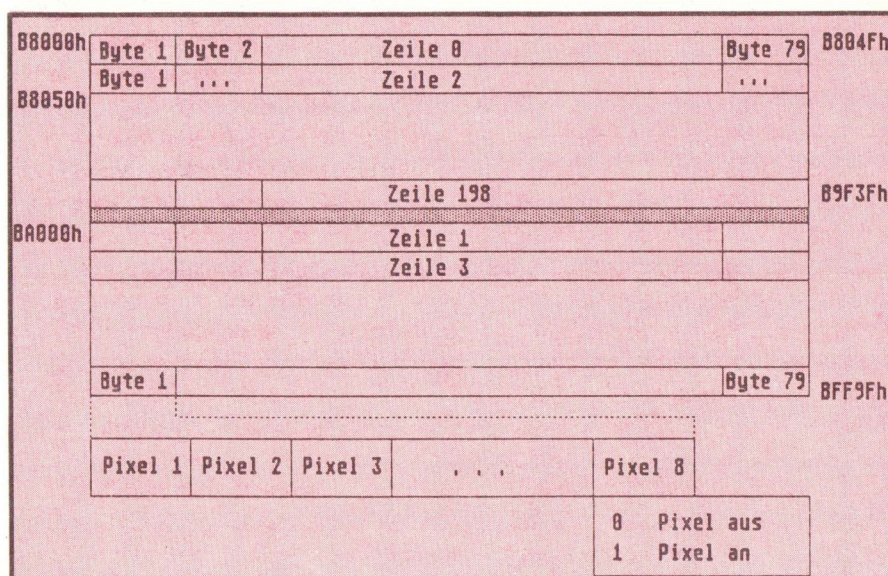 B8000h Byte 1 Byte 2 Zeile 0 Byte 79 B804Fh
Byte 1 ... Zeile 2 ...
B8050h
Zeile 198 B9F3Fh
BA000h Zeile 1
Zeile 3
Byte 1 Byte 79 BFF9Fh
Pixel 1 Pixel 2 Pixel 3 . . . Pixel 8
0 Pixel aus
1 Pixel an